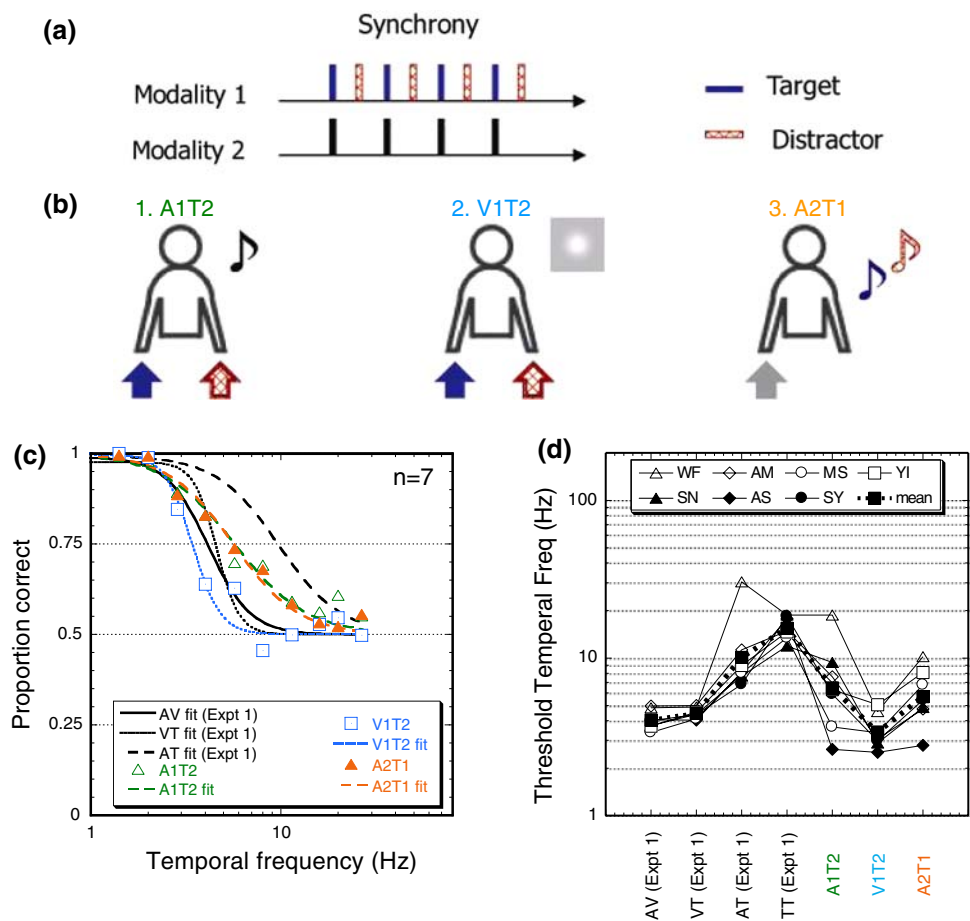 (a)
Synchrony
Modality 1
Modality 2
Target
Distractor
(b)
1. A1T2
2. V1T2
3. A2T1
(c)
n=7
1
0.75
0.5
0.25
0
Proportion correct
AV fit (Expt 1)
VT fit (Expt 1)
AT fit (Expt 1)
A1T2
A1T2 fit
V1T2
V1T2 fit
A2T1
A2T1 fit
1
10
Temporal frequency (Hz)
(d)
WF AM MS YI
SN AS SY mean
Threshold Temporal Freq (Hz)
100
10
1
AV (Expt 1)
VT (Expt 1)
AT (Expt 1)
TT (Expt 1)
A1T2
V1T2
A2T1